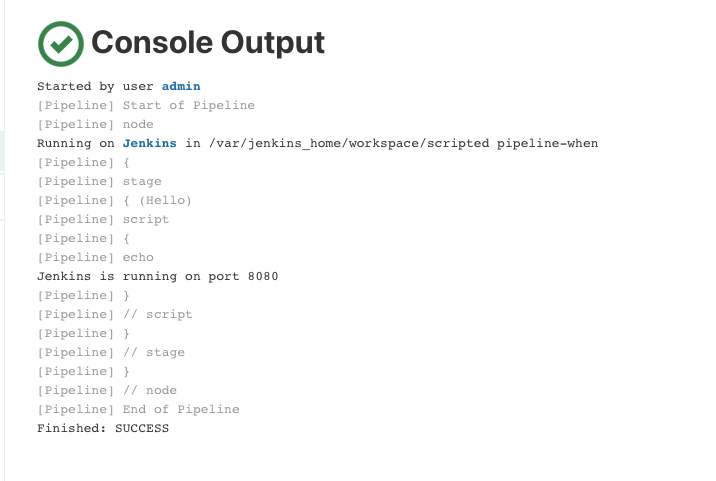 Console Output
Started by user admin
[Pipeline] Start of Pipeline
[Pipeline] node
Running on Jenkins in /var/jenkins_home/workspace/scripted pipeline-when
[Pipeline] {
[Pipeline] stage
[Pipeline] { (Hello)
[Pipeline] script
[Pipeline] {
[Pipeline] echo
Jenkins is running on port 8080
[Pipeline] }
[Pipeline] // script
[Pipeline] }
[Pipeline] // stage
[Pipeline] }
[Pipeline] // node
[Pipeline] End of Pipeline
Finished: SUCCESS